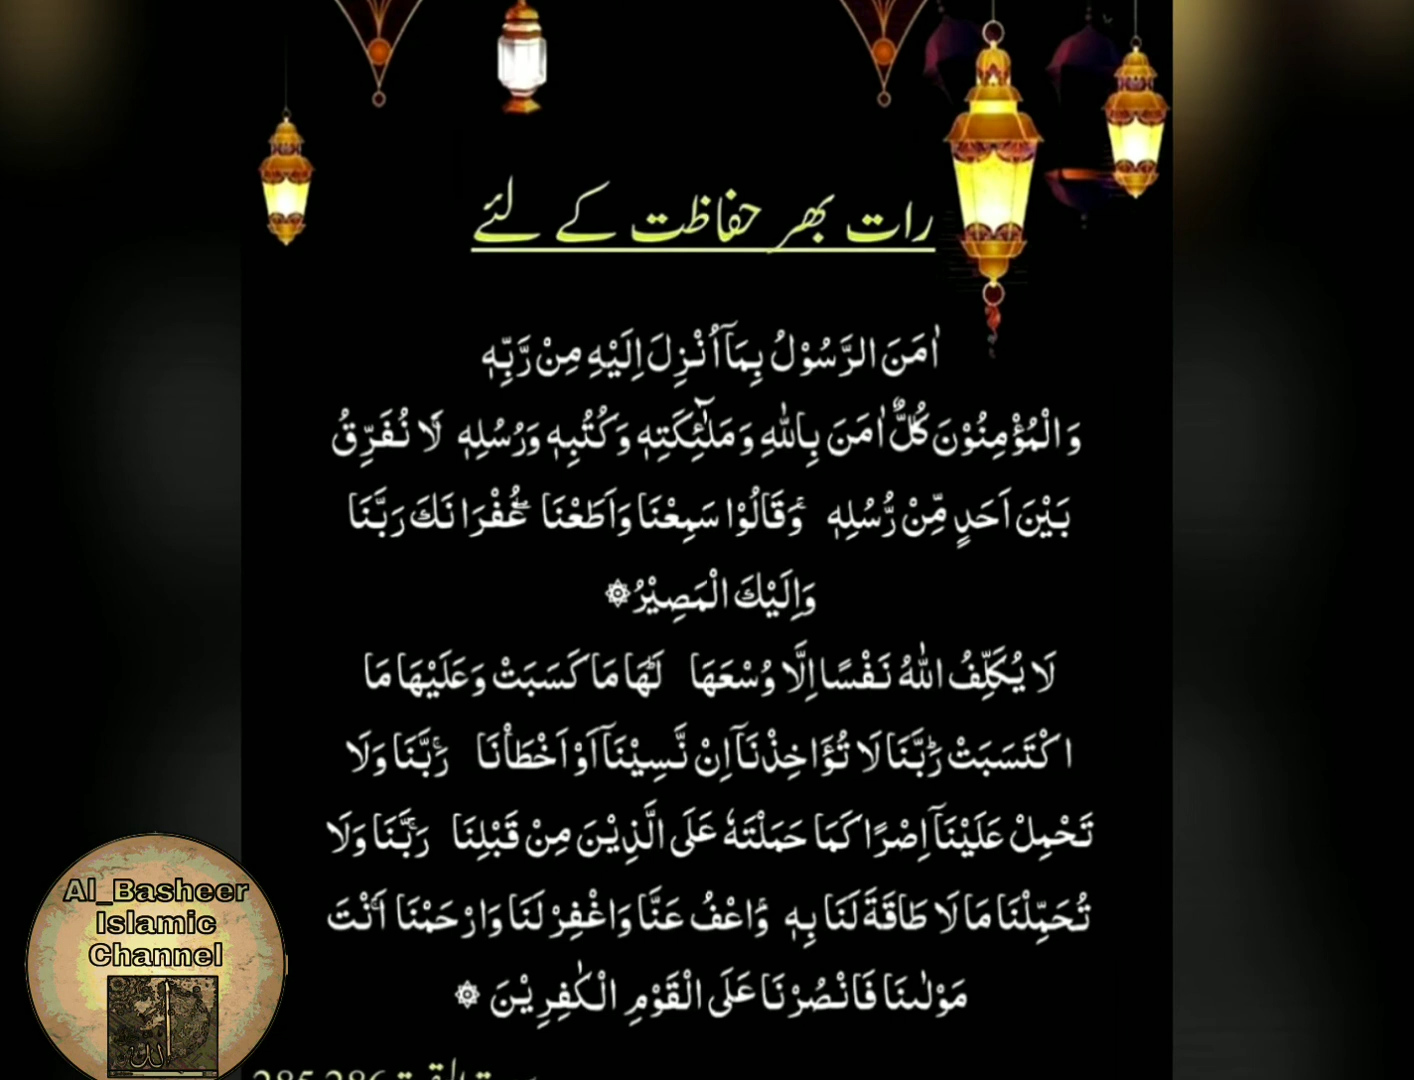 رات بھر حفاظت کے لئے
اٰمَنَ الرَّسُوْلُ بِمَاۤ اُنْزِلَ اِلَیْهِ مِنْ رَّبِّهٖ
وَ الْمُؤْمِنُوْنَ كُلٌّ اٰمَنَ بِاللّٰهِ وَ مَلٰٓىِٕكَتِهٖ وَ كُتُبِهٖ وَ رُسُلِهٖ لَا نُفَرِّقُ
بَیْنَ اَحَدٍ مِّنْ رُّسُلِهٖ وَ قَالُوْا سَمِعْنَا وَ اَطَعْنَا غُفْرَانَكَ رَبَّنَا
وَ اِلَیْكَ الْمَصِیْرُ۞
لَا یُكَلِّفُ اللّٰهُ نَفْسًا اِلَّا وُسْعَهَا لَهَا مَا كَسَبَتْ وَ عَلَیْهَا مَا
اكْتَسَبَتْ رَبَّنَا لَا تُؤَاخِذْنَاۤ اِنْ نَّسِیْنَاۤ اَوْ اَخْطَاْنَا رَبَّنَا وَ لَا
تَحْمِلْ عَلَیْنَاۤ اِصْرًا كَمَا حَمَلْتَهٗ عَلَى الَّذِیْنَ مِنْ قَبْلِنَا رَبَّنَا وَ لَا
تُحَمِّلْنَا مَا لَا طَاقَةَ لَنَا بِهٖ وَ اعْفُ عَنَّا وَ اغْفِرْ لَنَا وَ ارْحَمْنَا اَنْتَ
مَوْلٰىنَا فَانْصُرْنَا عَلَى الْقَوْمِ الْكٰفِرِیْنَ ۞
Al_Basheer
Islamic
Channel
الله